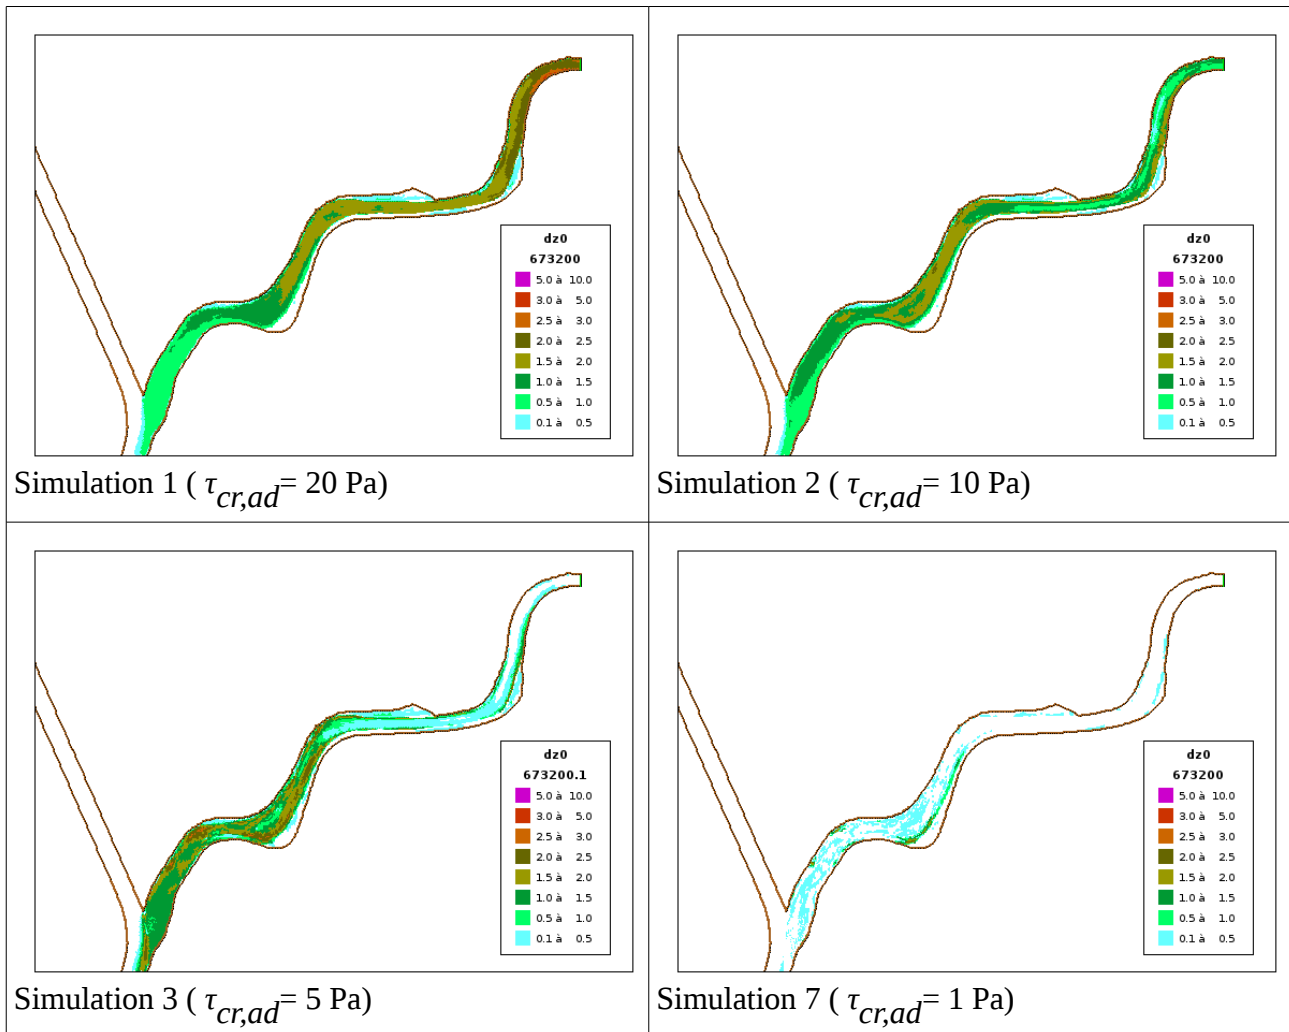 dz0
673200
5.0 à 10.0
3.0 à 5.0
2.5 à 3.0
2.0 à 2.5
1.5 à 2.0
1.0 à 1.5
0.5 à 1.0
0.1 à 0.5
Simulation 1 ( τcr,ad= 20 Pa)
dz0
673200
5.0 à 10.0
3.0 à 5.0
2.5 à 3.0
2.0 à 2.5
1.5 à 2.0
1.0 à 1.5
0.5 à 1.0
0.1 à 0.5
Simulation 2 ( τcr,ad= 10 Pa)
dz0
673200.1
5.0 à 10.0
3.0 à 5.0
2.5 à 3.0
2.0 à 2.5
1.5 à 2.0
1.0 à 1.5
0.5 à 1.0
0.1 à 0.5
Simulation 3 ( τcr,ad= 5 Pa)
dz0
673200
5.0 à 10.0
3.0 à 5.0
2.5 à 3.0
2.0 à 2.5
1.5 à 2.0
1.0 à 1.5
0.5 à 1.0
0.1 à 0.5
Simulation 7 ( τcr,ad= 1 Pa)